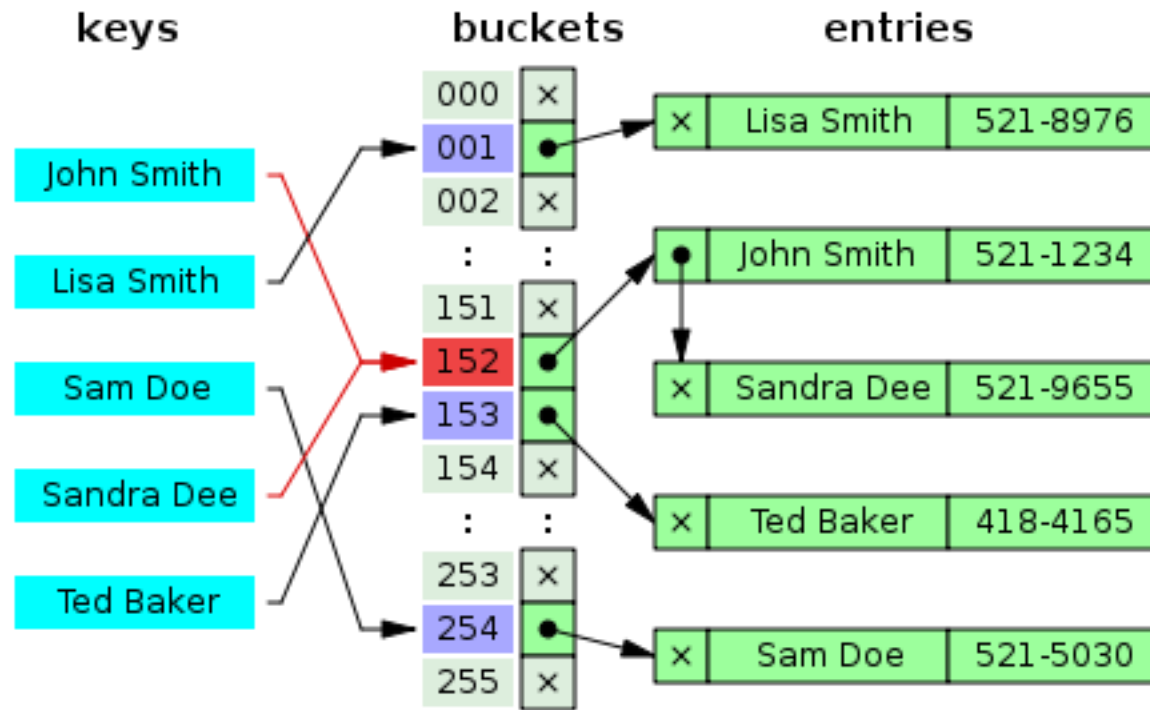 keys
buckets
entries
John Smith
Lisa Smith
Sam Doe
Sandra Dee
Ted Baker
000 ×
001
002 ×
: :
151 ×
152
153
154 ×
: :
253 ×
254
255 ×
× Lisa Smith 521-8976
John Smith 521-1234
× Sandra Dee 521-9655
× Ted Baker 418-4165
× Sam Doe 521-5030